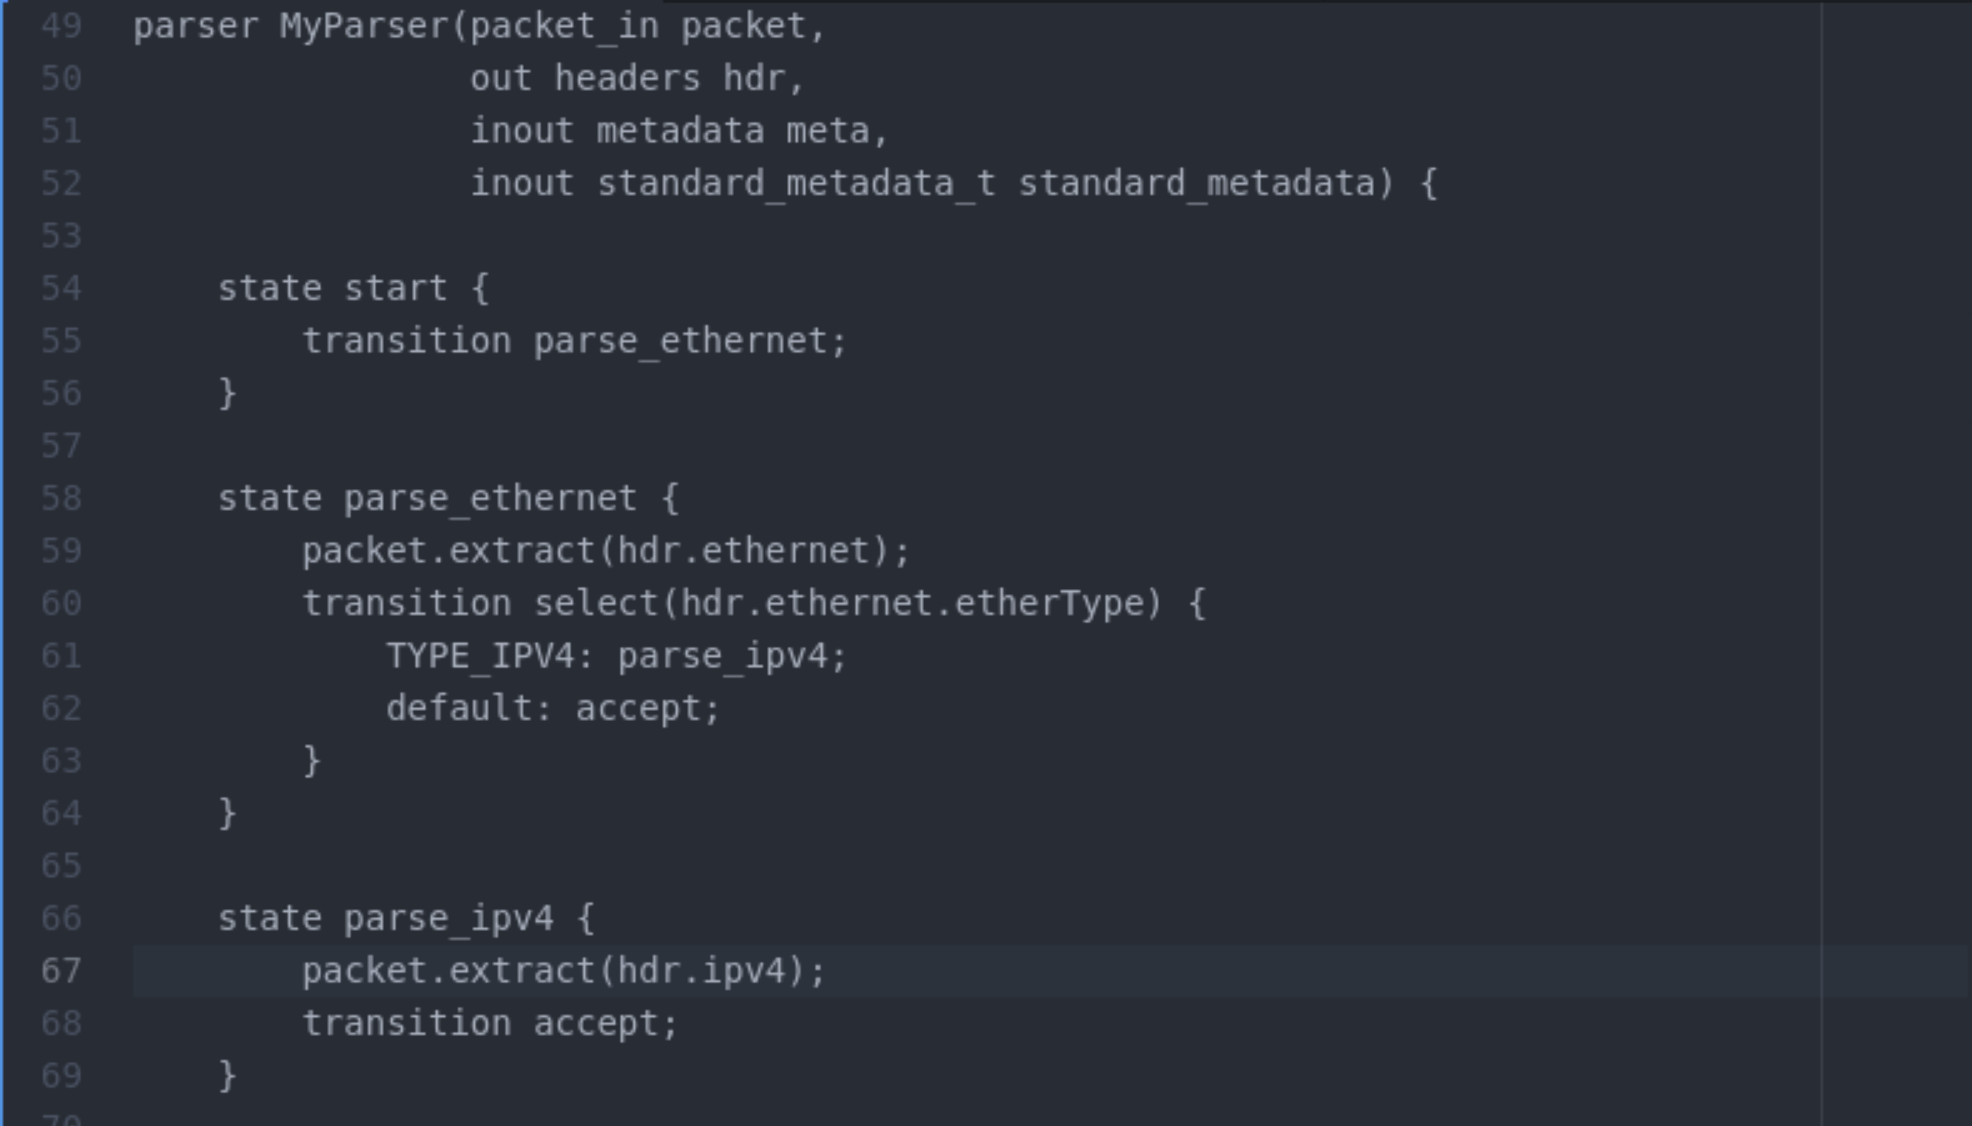 49 parser MyParser(packet_in packet,
50                 out headers hdr,
51                 inout metadata meta,
52                 inout standard_metadata_t standard_metadata) {
53
54     state start {
55         transition parse_ethernet;
56     }
57
58     state parse_ethernet {
59         packet.extract(hdr.ethernet);
60         transition select(hdr.ethernet.etherType) {
61             TYPE_IPV4: parse_ipv4;
62             default: accept;
63         }
64     }
65
66     state parse_ipv4 {
67         packet.extract(hdr.ipv4);
68         transition accept;
69     }
70